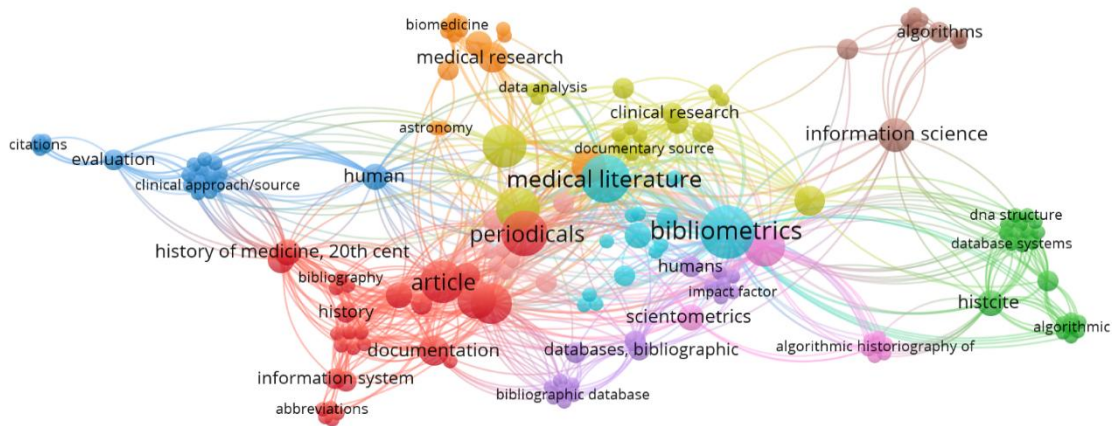 biomedicine
algorithms
medical research
data analysis
clinical research
astronomy
information science
citations
documentary source
evaluation
human
clinical approach/source
medical literature
dna structure
bibliometrics
periodicals
database systems
history of medicine, 20th cent
humans
bibliography
article
impact factor
histcite
history
scientometrics
algorithmic
documentation
databases, bibliographic
algorithmic historiography of
information system
bibliographic database
abbreviations